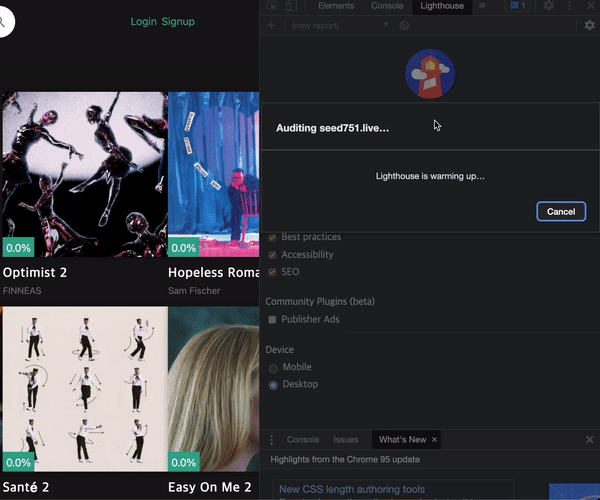 Login Signup
Elements Console Lighthouse » 1
+ (new report)
Auditing seed751.live...
Lighthouse is warming up...
Cancel
Best practices
Accessibility
SEO
Community Plugins (beta)
Publisher Ads
Device
Mobile
Desktop
Console Issues What's New ×
Highlights from the Chrome 95 update
New CSS length authoring tools
0.0% 0.0%
Optimist 2 Hopeless Roma
FINNEAS Sam Fischer
0.0% 0.0%
Santé 2 Easy On Me 2